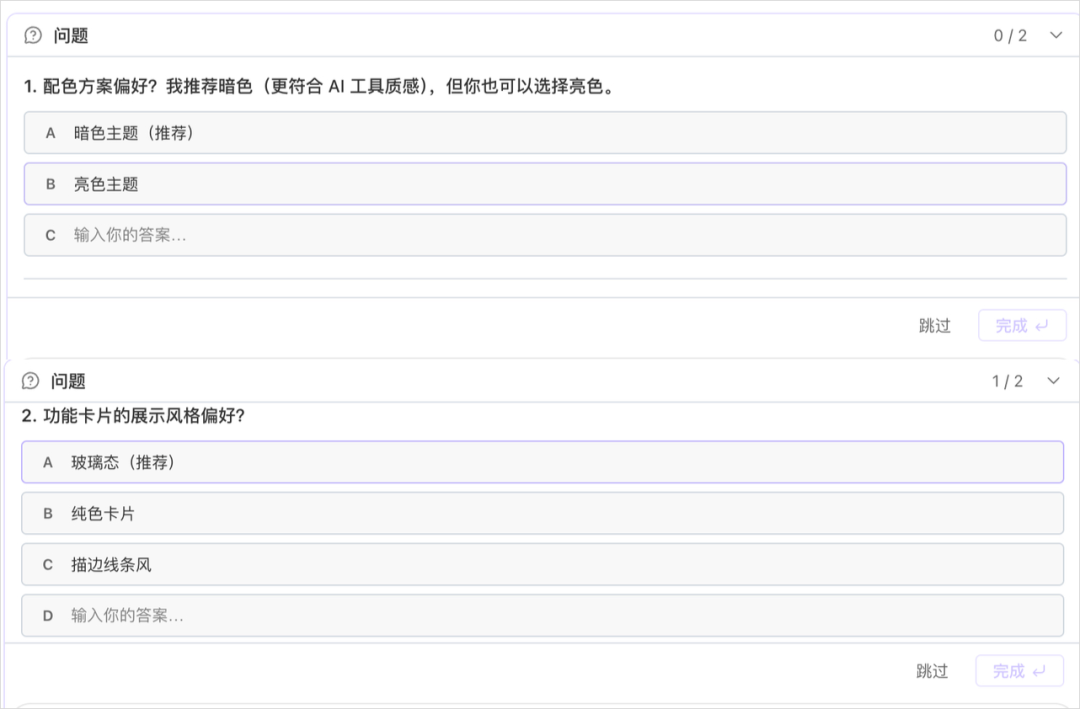 问题 0 / 2
1. 配色方案偏好？我推荐暗色（更符合 AI 工具质感），但你也可以选择亮色。
A 暗色主题（推荐）
B 亮色主题
C 输入你的答案…
跳过 完成
问题 1 / 2
2. 功能卡片的展示风格偏好?
A 玻璃态（推荐）
B 纯色卡片
C 描边线条风
D 输入你的答案…
跳过 完成